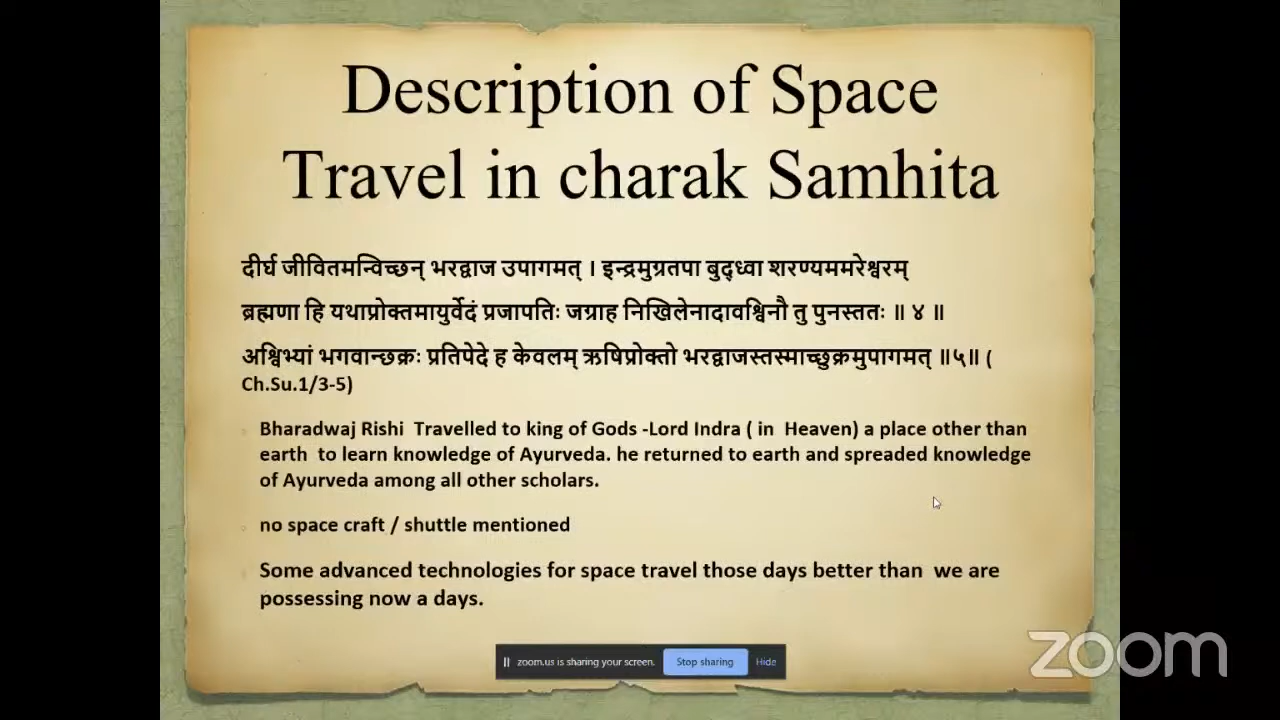 Description of Space
Travel in charak Samhita
दीर्घ जीवितमन्विच्छन् भरद्वाज उपागमत् । इन्द्रमुग्रतपा बुद्ध्वा शरण्यममरेश्वरम्
ब्रह्मणा हि यथाप्रोक्तमायुर्वेदं प्रजापतिः जग्राह निखिलेनादावश्विनौ तु पुनस्ततः ॥ ४ ॥
अश्विभ्यां भगवान्छक्रः प्रतिपेदे ह केवलम् ऋषिप्रोक्तो भरद्वाजस्तस्माच्छुक्रमुपागमत् ॥५॥ (
Ch.Su.1/3-5)
Bharadwaj Rishi Travelled to king of Gods -Lord Indra ( in Heaven) a place other than
earth to learn knowledge of Ayurveda. he returned to earth and spreaded knowledge
of Ayurveda among all other scholars.
no space craft / shuttle mentioned
Some advanced technologies for space travel those days better than we are
possessing now a days.
zoom.us is sharing your screen. Stop sharing Hide
zoom